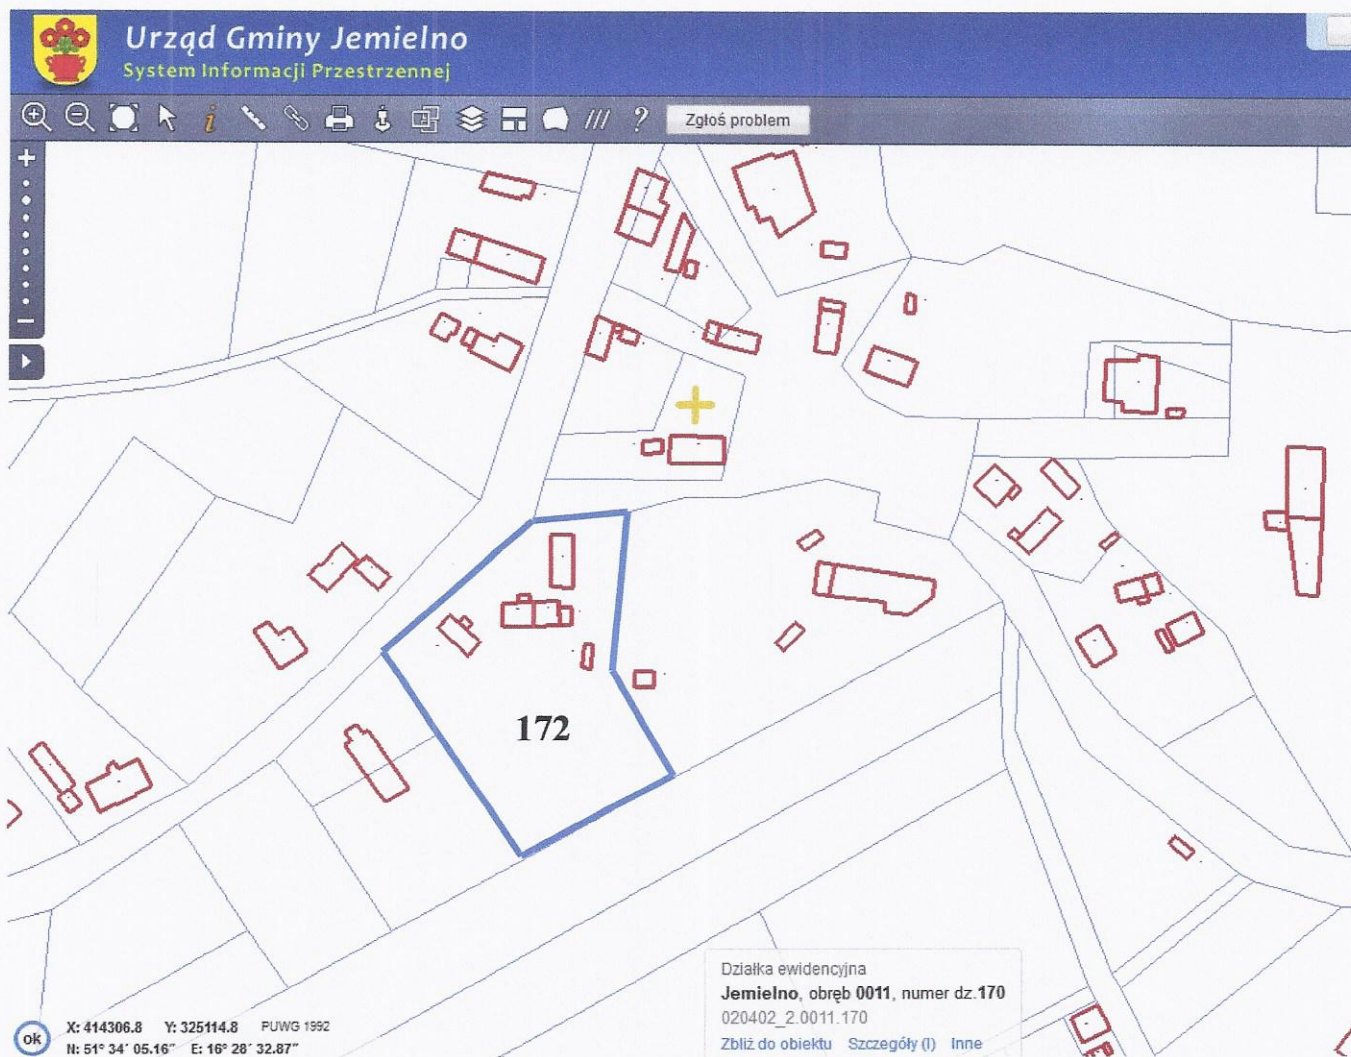 Urząd Gminy Jemielno
System Informacji Przestrzennej
Zgłoś problem
172
Działka ewidencyjna
Jemielno, obręb 0011, numer dz.170
020402_2.0011.170
Zbliż do obiektu Szczegóły (I) Inne
ok
X: 414306.8 Y: 325114.8 PUWG 1992
N: 51° 34' 05.16" E: 16° 28' 32.87"